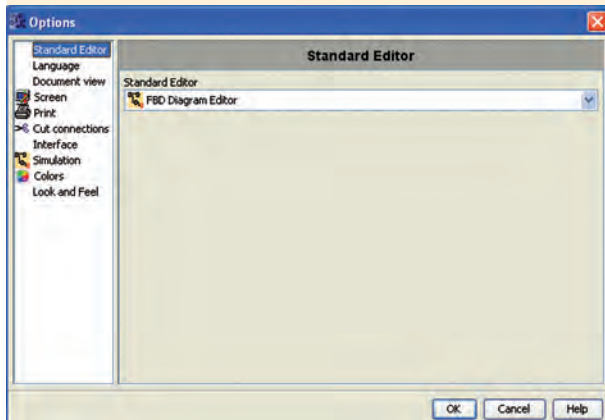 Options
Standard Editor
Language
Document view
Screen
Print
Cut connections
Interface
Simulation
Colors
Look and Feel
Standard Editor
Standard Editor
FBD Diagram Editor
OK Cancel Help